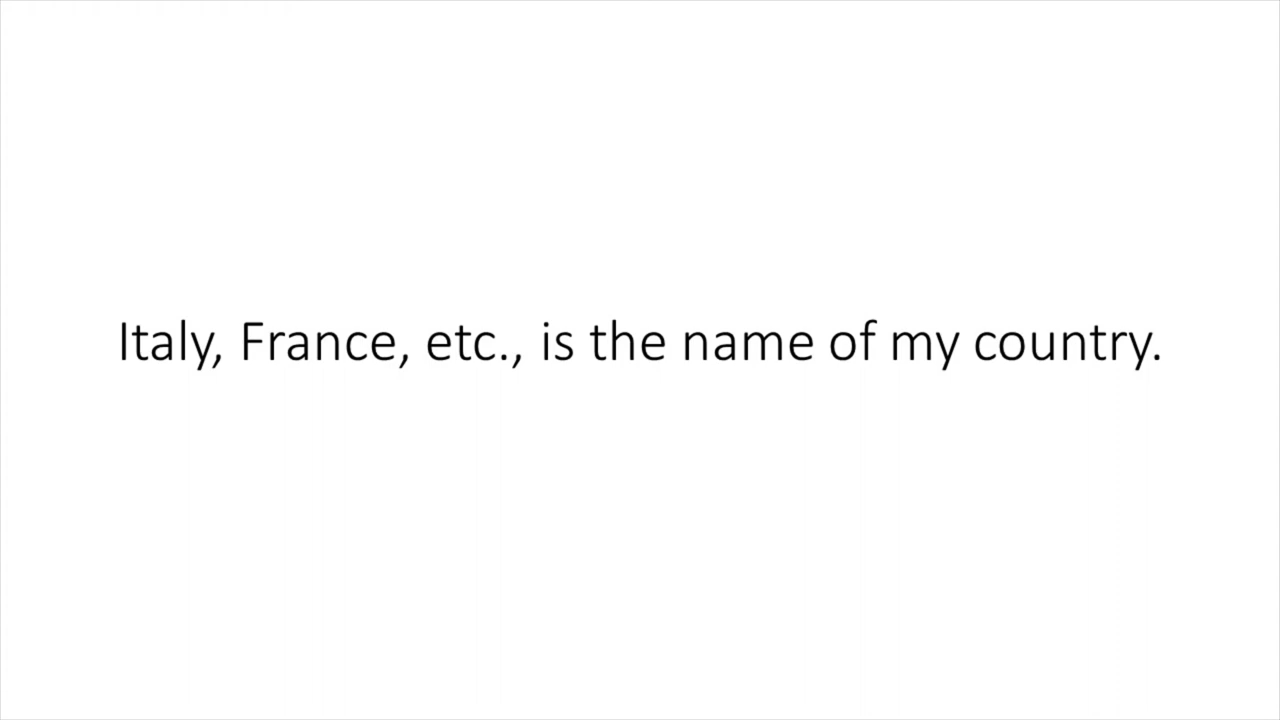 Italy, France, etc., is the name of my country.